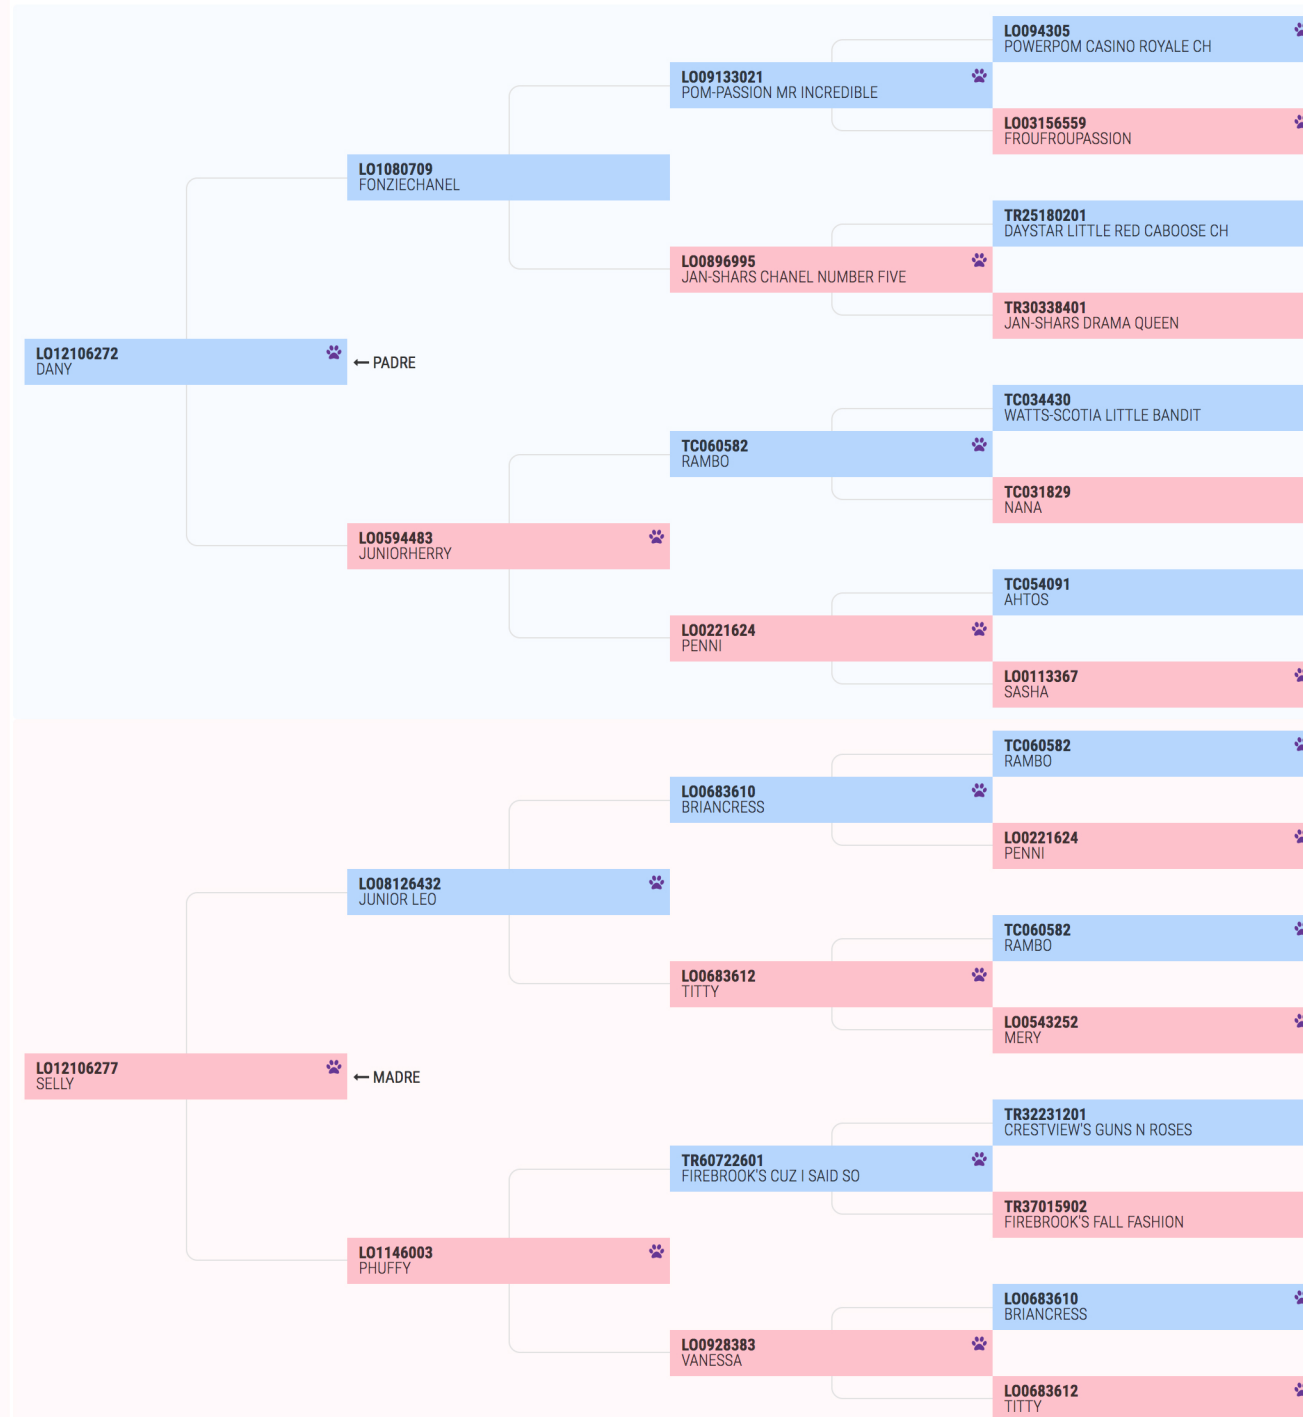 LO094305
POWERPOM CASINO ROYALE CH
LO09133021
POM-PASSION MR INCREDIBLE
LO03156559
FROUFROUPASSION
LO1080709
FONZIECHANEL
TR25180201
DAYSTAR LITTLE RED CABOOSE CH
LO0896995
JAN-SHARS CHANEL NUMBER FIVE
TR30338401
JAN-SHARS DRAMA QUEEN
LO12106272
DANY
← PADRE
TC034430
WATTS-SCOTIA LITTLE BANDIT
TC060582
RAMBO
TC031829
NANA
LO0594483
JUNIORHERRY
TC054091
AHTOS
LO0221624
PENNI
LO0113367
SASHA
TC060582
RAMBO
LO0683610
BRIANCRESS
LO0221624
PENNI
LO08126432
JUNIOR LEO
TC060582
RAMBO
LO0683612
TITTY
LO0543252
MERY
LO12106277
SELLY
← MADRE
TR32231201
CRESTVIEW'S GUNS N ROSES
TR60722601
FIREBROOK'S CUZ I SAID SO
TR37015902
FIREBROOK'S FALL FASHION
LO1146003
PHUFFY
LO0683610
BRIANCRESS
LO0928383
VANESSA
LO0683612
TITTY